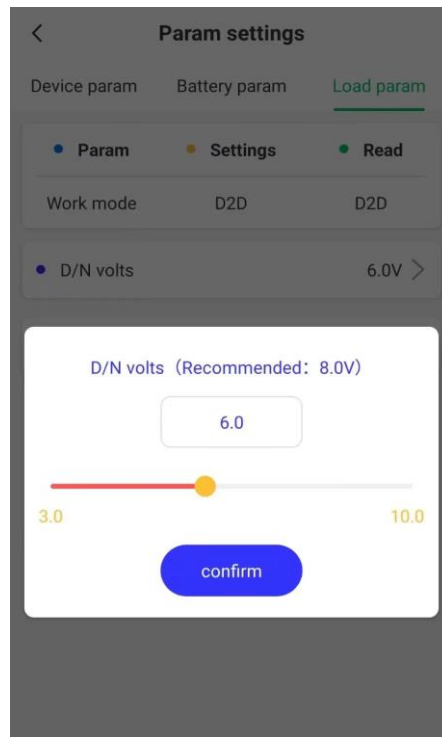 Param settings
Device param Battery param Load param
Param Settings Read
Work mode D2D D2D
D/N volts 6.0V
D/N volts（Recommended：8.0V）
6.0
3.0 10.0
confirm